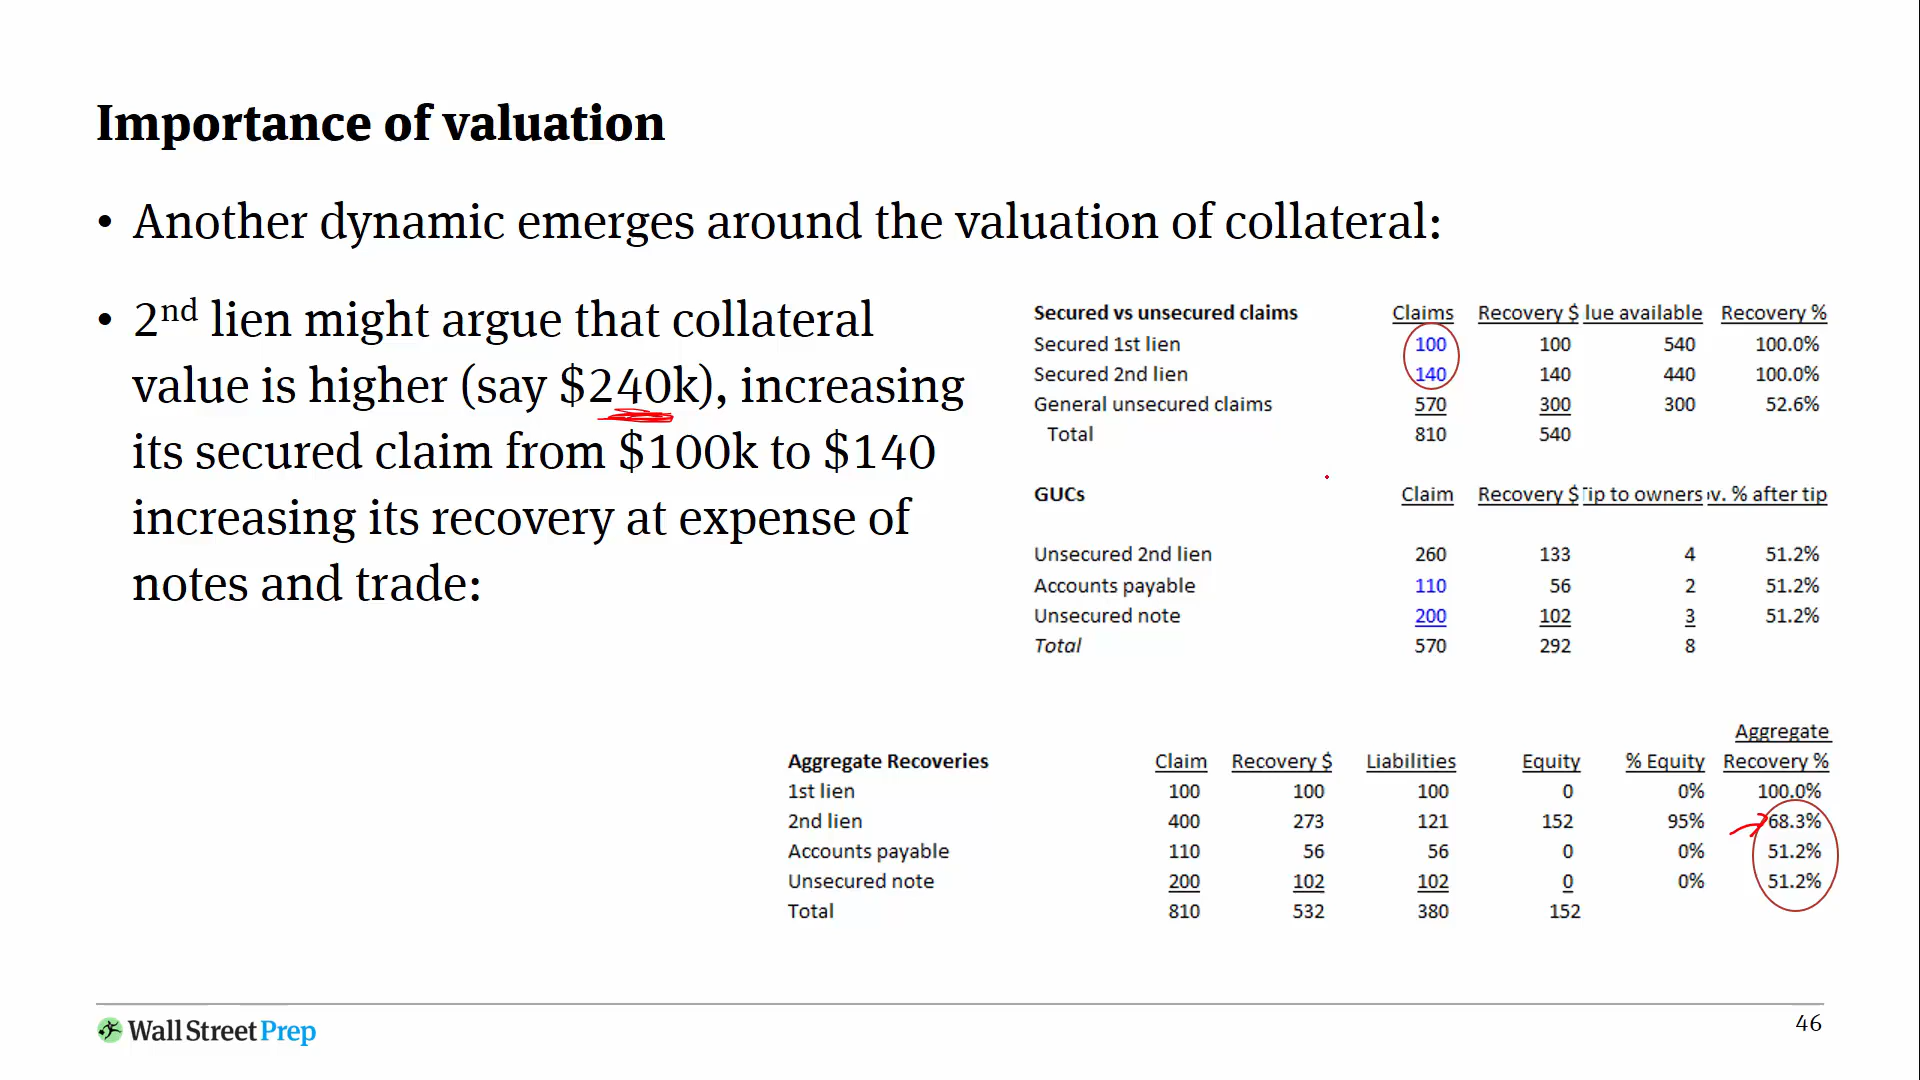 Importance of valuation
• Another dynamic emerges around the valuation of collateral:
• 2nd lien might argue that collateral
value is higher (say $240k), increasing
its secured claim from $100k to $140
increasing its recovery at expense of
notes and trade:
Secured vs unsecured claims Claims Recovery $ lue available Recovery %
Secured 1st lien 100 100 540 100.0%
Secured 2nd lien 140 140 440 100.0%
General unsecured claims 570 300 300 52.6%
Total 810 540
GUCs Claim Recovery $ Tip to owners v. % after tip
Unsecured 2nd lien 260 133 4 51.2%
Accounts payable 110 56 2 51.2%
Unsecured note 200 102 3 51.2%
Total 570 292 8
Aggregate
Aggregate Recoveries Claim Recovery $ Liabilities Equity % Equity Recovery %
1st lien 100 100 100 0 0% 100.0%
2nd lien 400 273 121 152 95% 68.3%
Accounts payable 110 56 56 0 0% 51.2%
Unsecured note 200 102 102 0 0% 51.2%
Total 810 532 380 152
Wall Street Prep
46